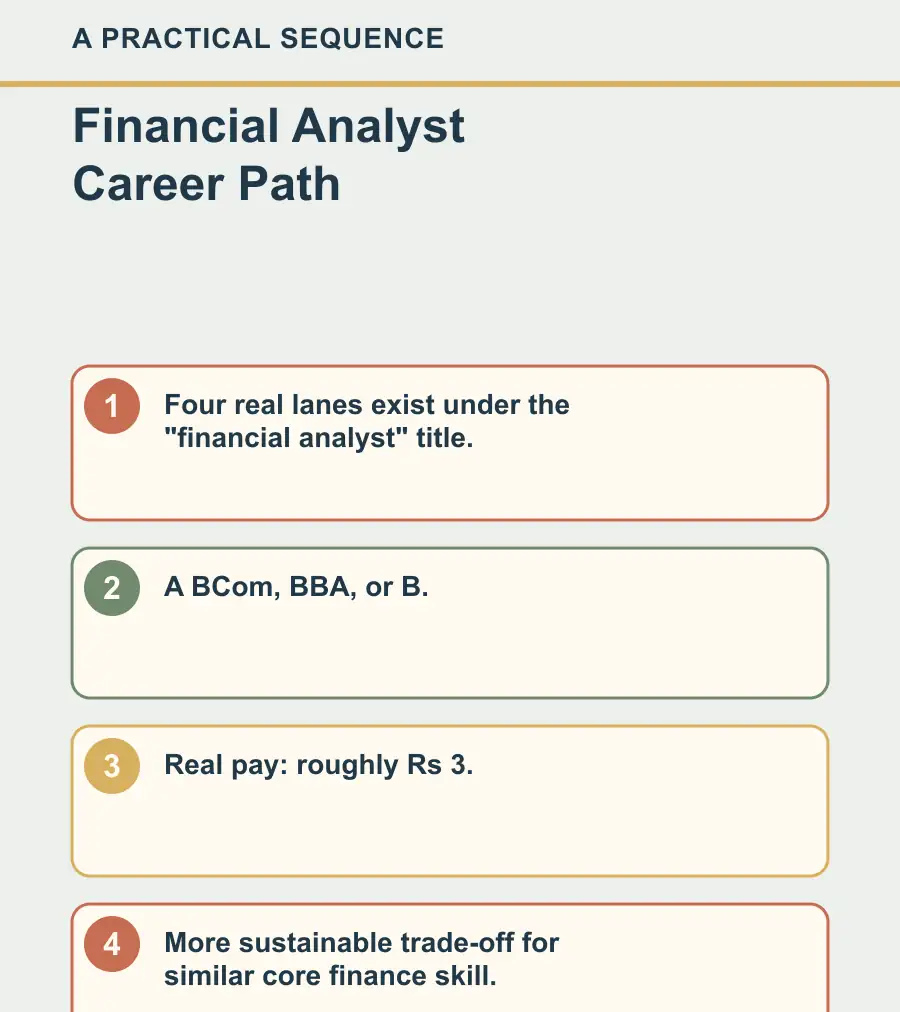 A PRACTICAL SEQUENCE
Financial Analyst
Career Path
1
Four real lanes exist under the
"financial analyst" title.
2
A BCom, BBA, or B.
3
Real pay: roughly Rs 3.
4
More sustainable trade-off for
similar core finance skill.